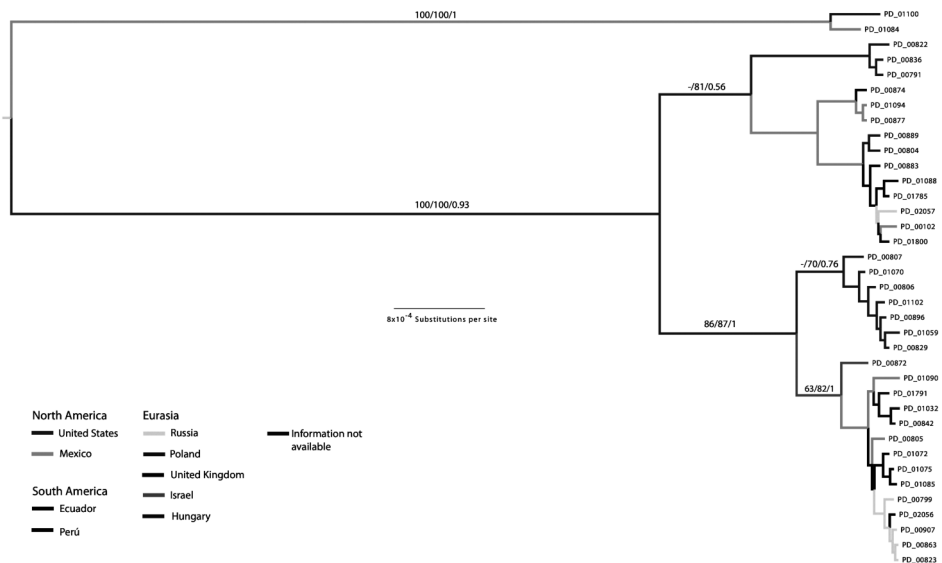 100/100/1
PD_01100
PD_01084
PD_00822
PD_00836
PD_00791
-/81/0.56
PD_00874
PD_01094
PD_00877
PD_00889
PD_00804
PD_00883
PD_01088
PD_01785
100/100/0.93
PD_02057
PD_00102
PD_01800
PD_00807
-/70/0.76
PD_01070
PD_00806
PD_01102
8x10⁻⁴ Substitutions per site
PD_00896
86/87/1
PD_01059
PD_00829
PD_00872
PD_01090
63/82/1
PD_01791
PD_01032
PD_00842
PD_00805
PD_01072
PD_01075
PD_01085
PD_00799
PD_02056
PD_00907
PD_00863
PD_00823
North America
United States
Mexico
South America
Ecuador
Perú
Eurasia
Russia
Poland
United Kingdom
Israel
Hungary
Information not
available